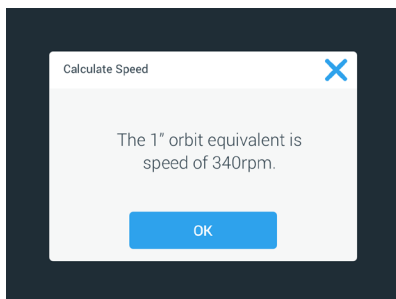 Calculate Speed
The 1” orbit equivalent is
speed of 340rpm.
OK